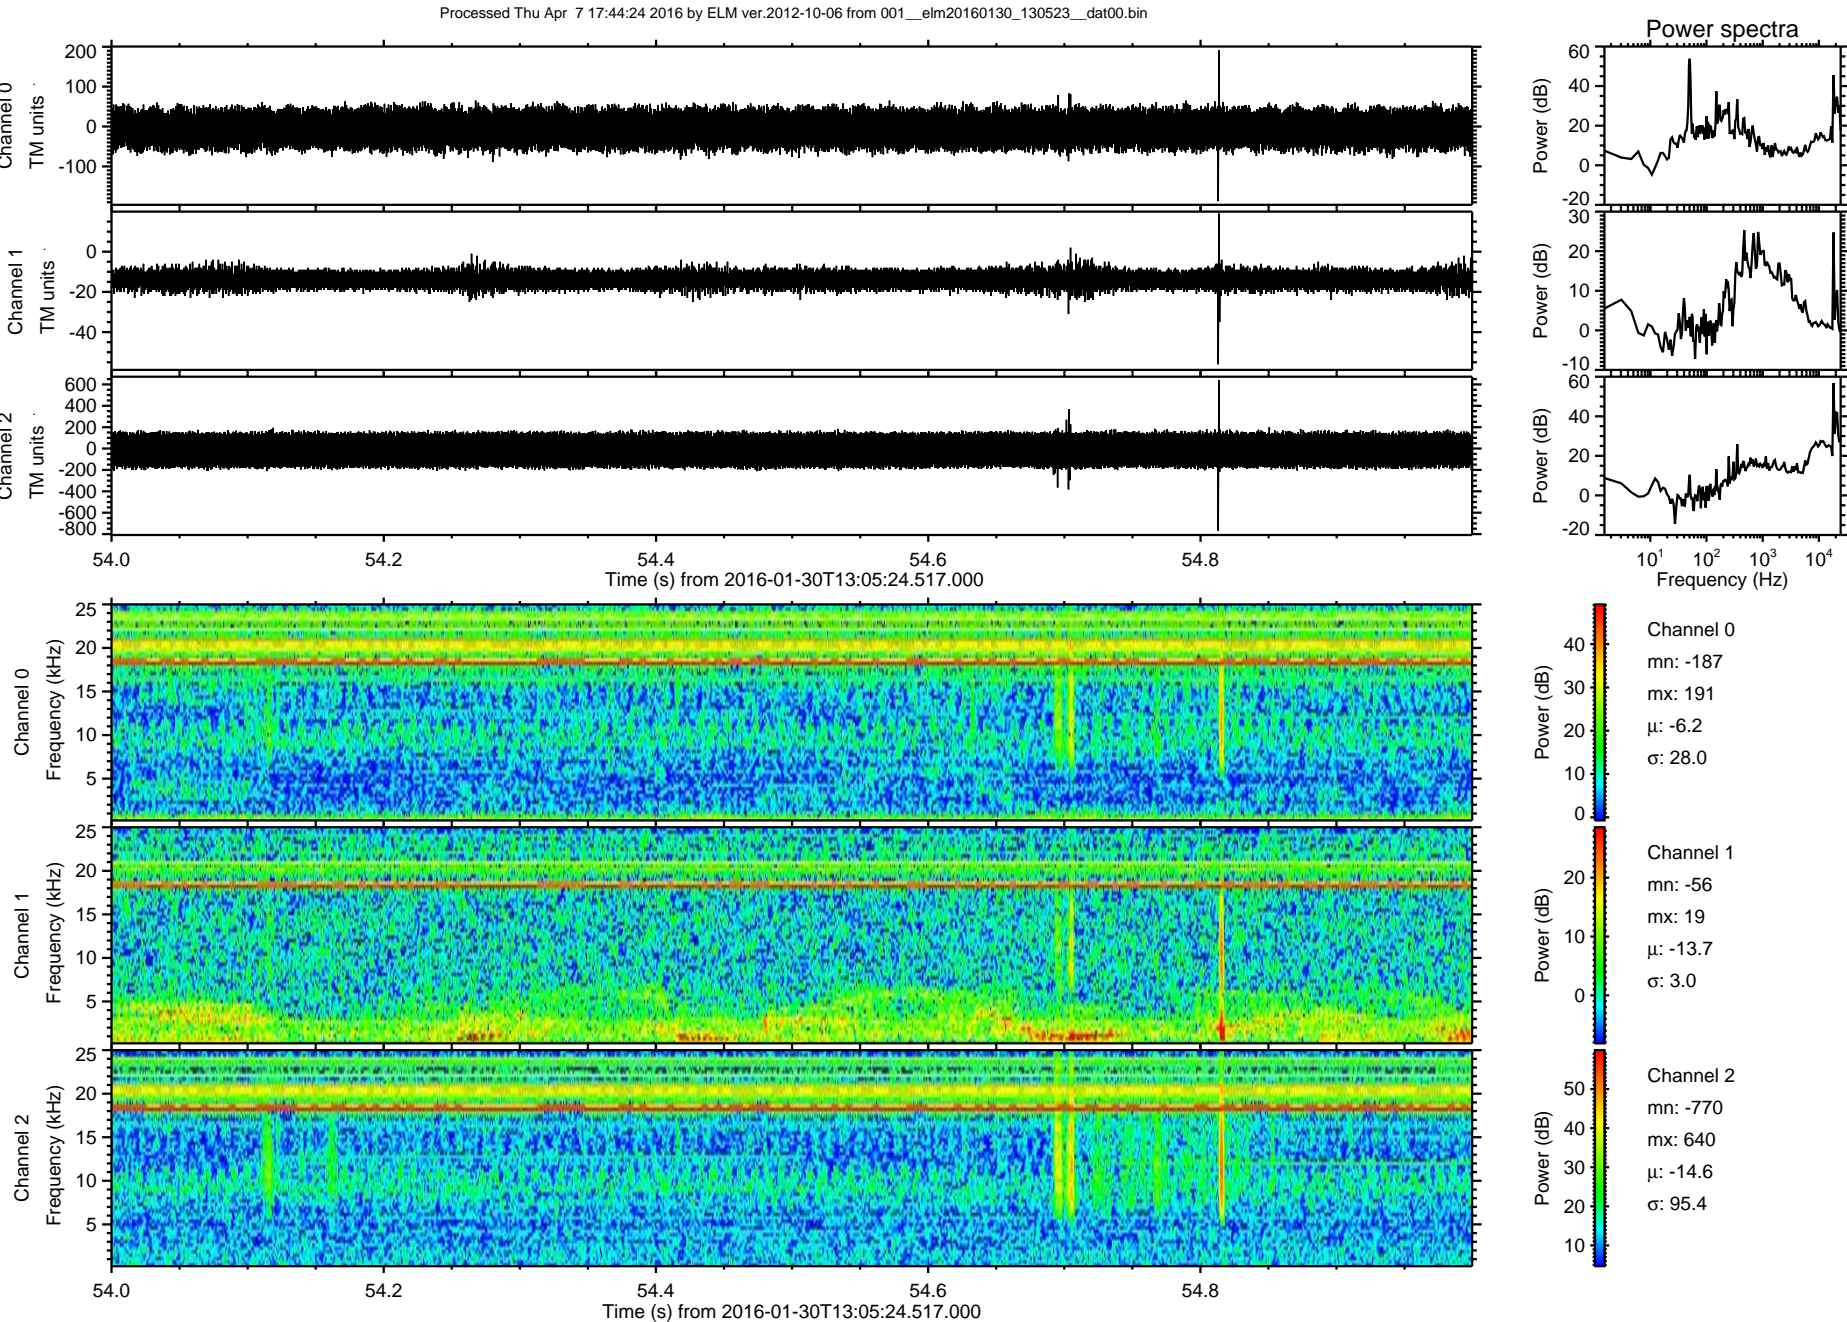 Processed Thu Apr  7 17:44:24 2016 by ELM ver.2012-10-06 from 001__elm20160130_130523__dat00.bin
Power spectra
Channel 0
TM units
200
100
0
-100
Power (dB)
60
40
20
0
-20
Channel 1
TM units
0
-20
-40
Power (dB)
30
20
10
0
-10
Channel 2
TM units
600
400
200
0
-200
-400
-600
-800
Power (dB)
60
40
20
0
-20
54.0 54.2 54.4 54.6 54.8
Time (s) from 2016-01-30T13:05:24.517.000
10¹ 10² 10³ 10⁴
Frequency (Hz)
Channel 0
Frequency (kHz)
25
20
15
10
5
Power (dB)
40
30
20
10
0
Channel 0
mn: -187
mx: 191
μ: -6.2
σ: 28.0
Channel 1
Frequency (kHz)
25
20
15
10
5
Power (dB)
20
10
0
Channel 1
mn: -56
mx: 19
μ: -13.7
σ: 3.0
Channel 2
Frequency (kHz)
25
20
15
10
5
Power (dB)
50
40
30
20
10
Channel 2
mn: -770
mx: 640
μ: -14.6
σ: 95.4
54.0 54.2 54.4 54.6 54.8
Time (s) from 2016-01-30T13:05:24.517.000